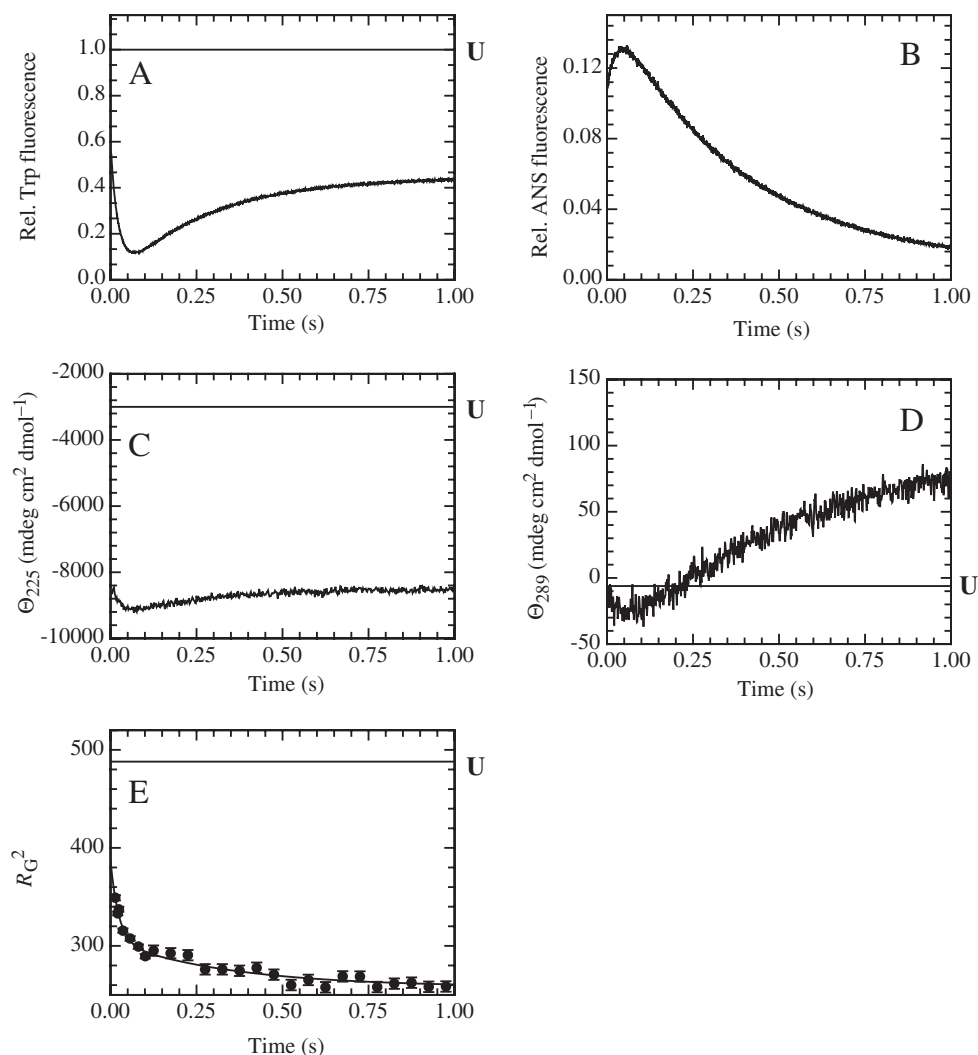 A
U
Rel. Trp fluorescence
1.0
0.8
0.6
0.4
0.2
0.0
0.00 0.25 0.50 0.75 1.00
Time (s)
B
Rel. ANS fluorescence
0.12
0.08
0.04
0.00
0.00 0.25 0.50 0.75 1.00
Time (s)
C
U
Θ225 (mdeg cm2 dmol−1)
-2000
-4000
-6000
-8000
-10000
0.00 0.25 0.50 0.75 1.00
Time (s)
D
U
Θ289 (mdeg cm2 dmol−1)
150
100
50
0
-50
0.00 0.25 0.50 0.75 1.00
Time (s)
E
U
RG2
500
400
300
0.00 0.25 0.50 0.75 1.00
Time (s)